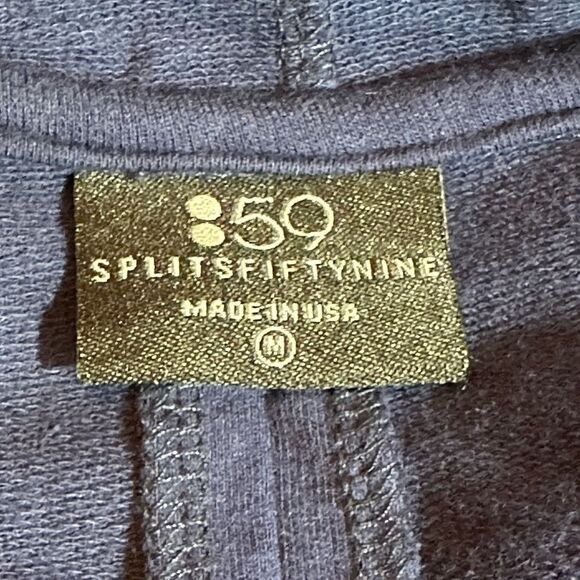 :59
SPLITSFIFTYNINE
MADE IN USA
M